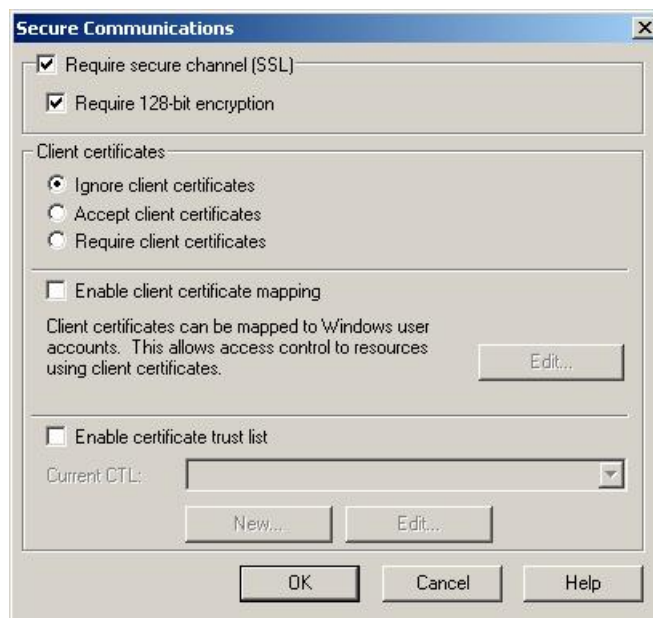 Secure Communications
Require secure channel (SSL)
Require 128-bit encryption
Client certificates
Ignore client certificates
Accept client certificates
Require client certificates
Enable client certificate mapping
Client certificates can be mapped to Windows user
accounts. This allows access control to resources
using client certificates.
Edit...
Enable certificate trust list
Current CTL:
New...
Edit...
OK
Cancel
Help